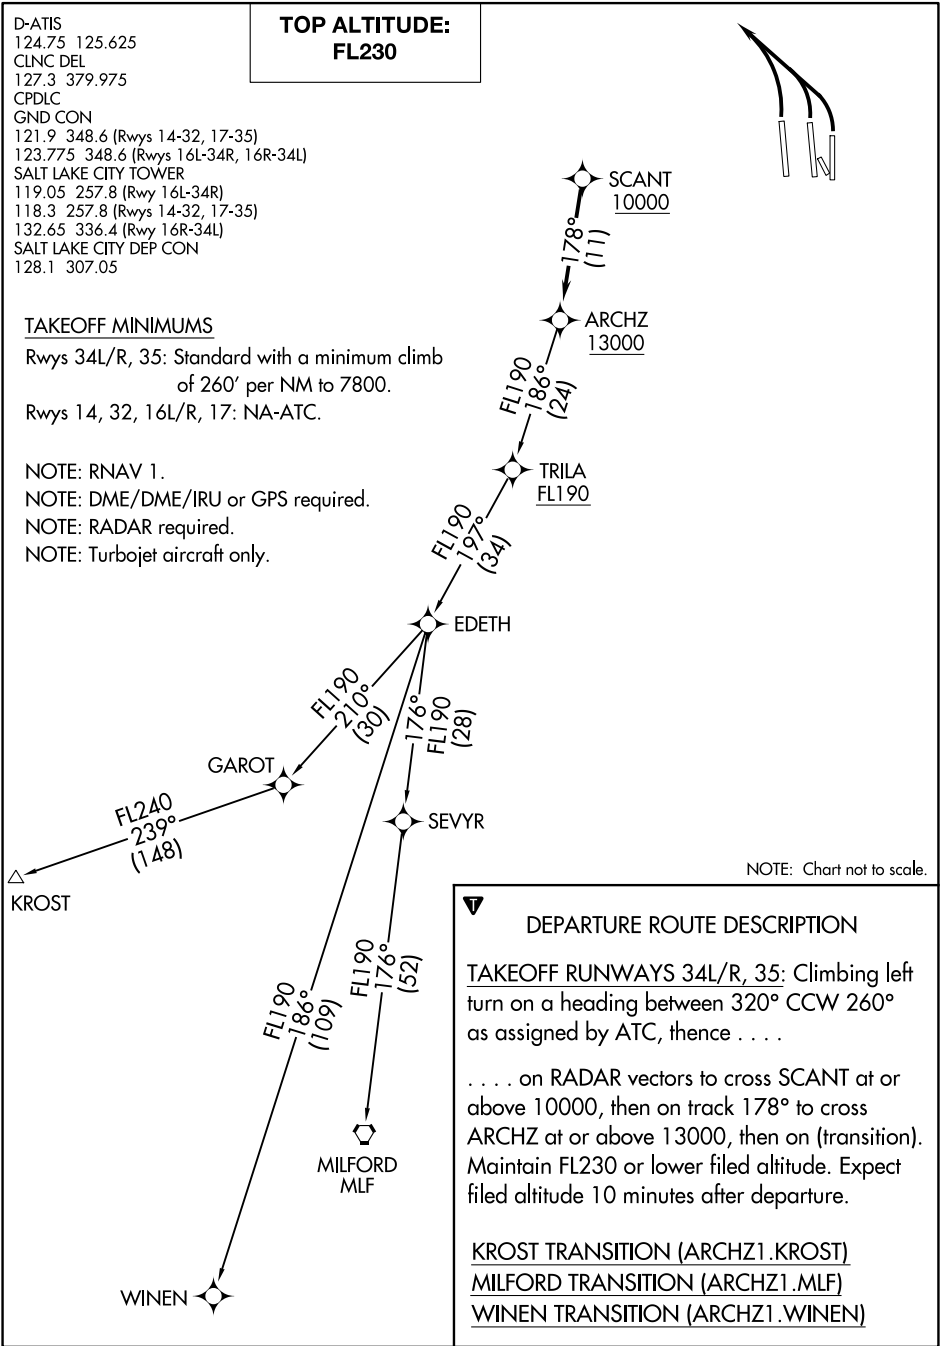 D-ATIS
124.75 125.625
CLNC DEL
127.3 379.975
CPDLC
GND CON
121.9 348.6 (Rwys 14-32, 17-35)
123.775 348.6 (Rwys 16L-34R, 16R-34L)
SALT LAKE CITY TOWER
119.05 257.8 (Rwy 16L-34R)
118.3 257.8 (Rwys 14-32, 17-35)
132.65 336.4 (Rwy 16R-34L)
SALT LAKE CITY DEP CON
128.1 307.05
TOP ALTITUDE:
FL230
TAKEOFF MINIMUMS
Rwys 34L/R, 35: Standard with a minimum climb
of 260' per NM to 7800.
Rwys 14, 32, 16L/R, 17: NA-ATC.
NOTE: RNAV 1.
NOTE: DME/DME/IRU or GPS required.
NOTE: RADAR required.
NOTE: Turbojet aircraft only.
SCANT
10000
178°
(11)
ARCHZ
13000
FL190
186°
(24)
TRILA
FL190
FL190
197°
(34)
EDETH
FL190
210°
(30)
176°
FL190
(28)
GAROT
SEVYR
FL240
239°
(148)
KROST
FL190
176°
(52)
FL190
186°
(109)
MILFORD
MLF
WINEN
NOTE: Chart not to scale.
T
DEPARTURE ROUTE DESCRIPTION
TAKEOFF RUNWAYS 34L/R, 35: Climbing left
turn on a heading between 320° CCW 260°
as assigned by ATC, thence . . . .
. . . . on RADAR vectors to cross SCANT at or
above 10000, then on track 178° to cross
ARCHZ at or above 13000, then on (transition).
Maintain FL230 or lower filed altitude. Expect
filed altitude 10 minutes after departure.
KROST TRANSITION (ARCHZ1.KROST)
MILFORD TRANSITION (ARCHZ1.MLF)
WINEN TRANSITION (ARCHZ1.WINEN)